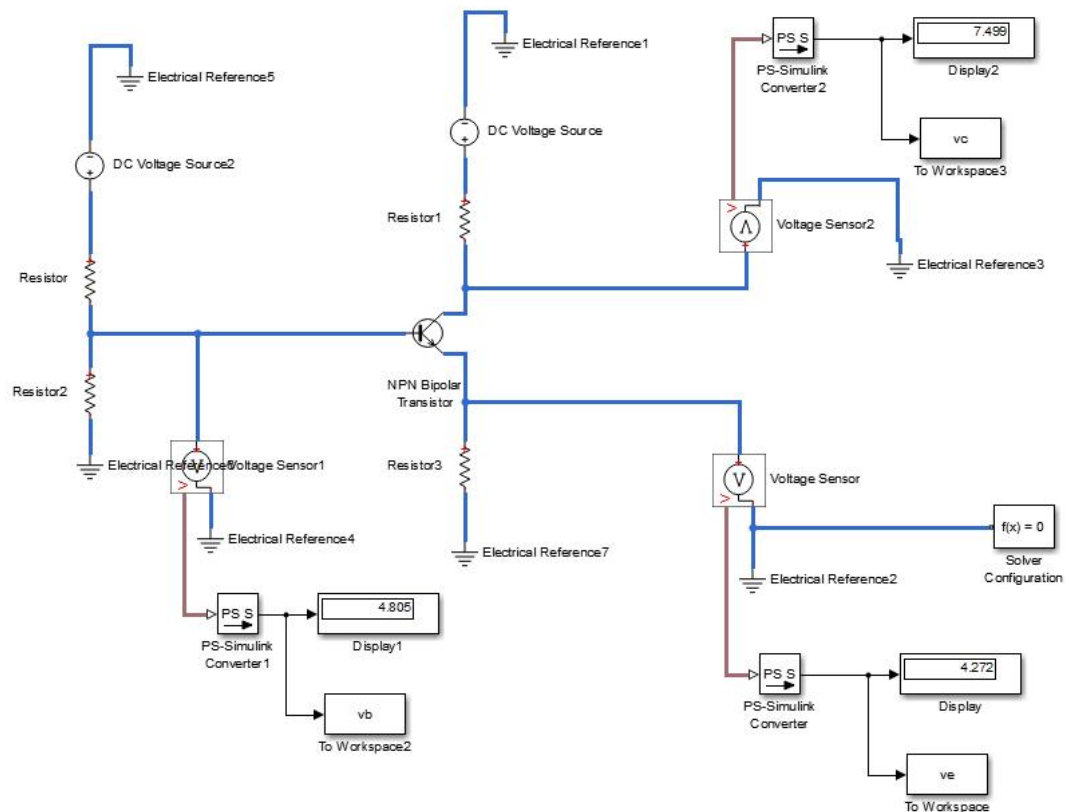 Electrical Reference5
DC Voltage Source2
Resistor
Resistor2
Electrical Reference6
Voltage Sensor1
Electrical Reference4
PS S
PS-Simulink
Converter1
4.805
Display1
vb
To Workspace2
Electrical Reference1
DC Voltage Source
Resistor1
NPN Bipolar
Transistor
Resistor3
Electrical Reference7
PS S
PS-Simulink
Converter2
7.499
Display2
vc
To Workspace3
V
Voltage Sensor2
Electrical Reference3
V
Voltage Sensor
f(x) = 0
Solver
Configuration
Electrical Reference2
PS S
PS-Simulink
Converter
4.272
Display
ve
To Workspace